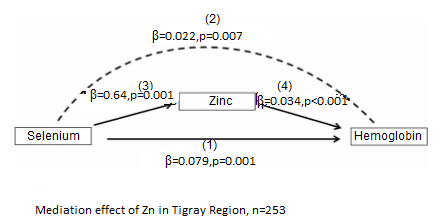 (2)
β=0.022,p=0.007
(3)
β=0.64,p=0.001
(4)
β=0.034,p<0.001
Zinc
Selenium
Hemoglobin
(1)
β=0.079,p=0.001
Mediation effect of Zn in Tigray Region, n=253